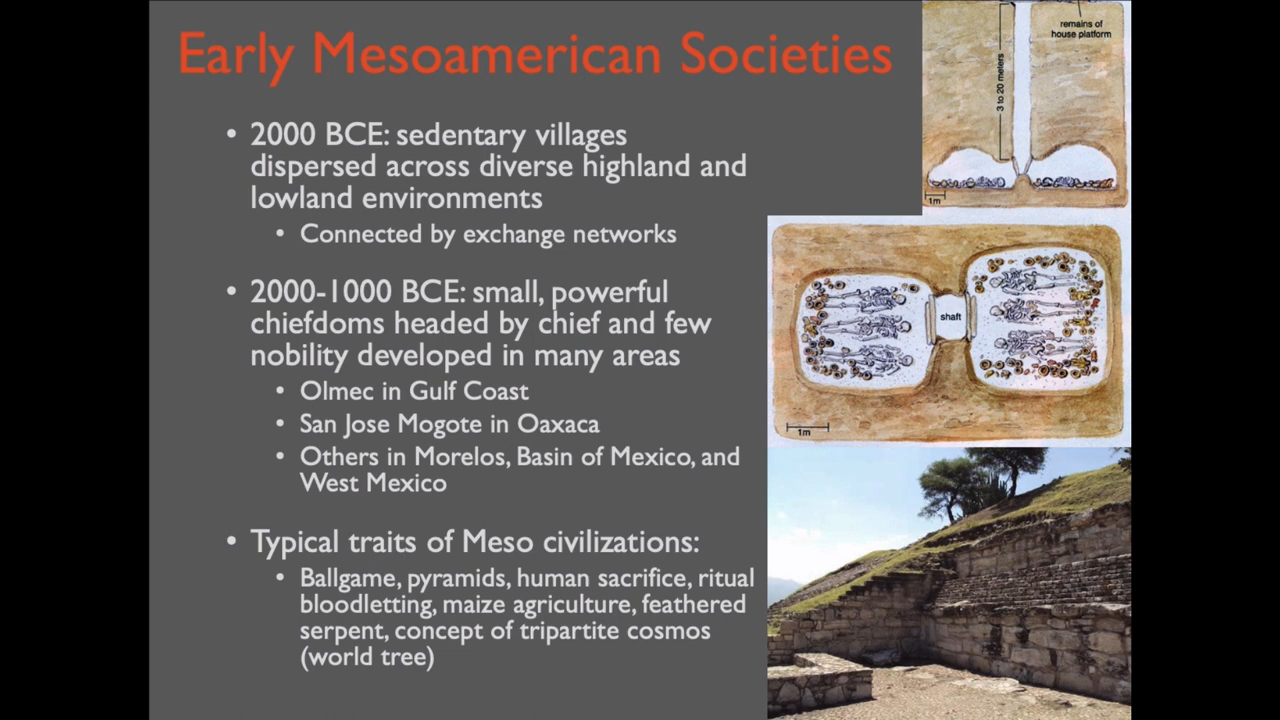 Early Mesoamerican Societies
• 2000 BCE: sedentary villages
dispersed across diverse highland and
lowland environments
• Connected by exchange networks
• 2000-1000 BCE: small, powerful
chiefdoms headed by chief and few
nobility developed in many areas
• Olmec in Gulf Coast
• San Jose Mogote in Oaxaca
• Others in Morelos, Basin of Mexico, and
West Mexico
• Typical traits of Meso civilizations:
• Ballgame, pyramids, human sacrifice, ritual
bloodletting, maize agriculture, feathered
serpent, concept of tripartite cosmos
(world tree)
remains of
house platform
3 to 20 meters
1m
shaft
1m